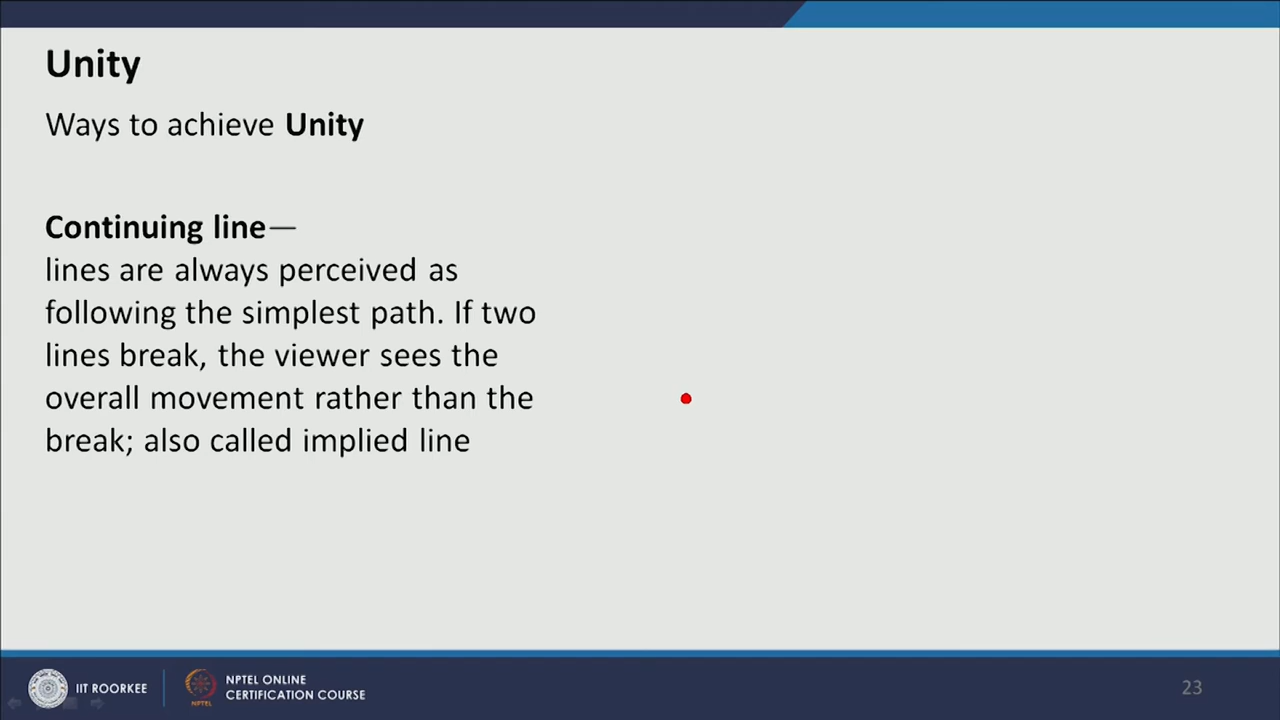 Unity
Ways to achieve Unity
Continuing line—
lines are always perceived as
following the simplest path. If two
lines break, the viewer sees the
overall movement rather than the
break; also called implied line
IIT ROORKEE
NPTEL ONLINE
CERTIFICATION COURSE
NPTEL
23